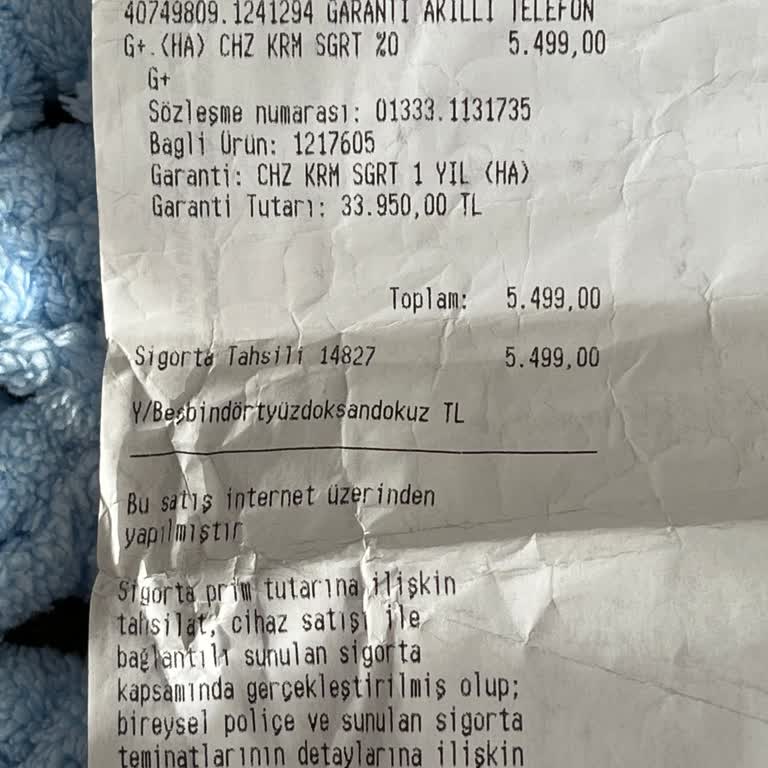 40749809.1241294 GARANTİ AKILLI TELEFON
G+.(HA) CHZ KRM SGRT %0 5.499,00
G+
Sözleşme numarası: 01333.1131735
Bagli Ürün: 1217605
Garanti: CHZ KRM SGRT 1 YIL (HA)
Garanti Tutarı: 33.950,00 TL
Toplam: 5.499,00
Sigorta Tahsili 14827 5.499,00
Y/Beşbindörtyüzdoksandokuz TL
Bu satış internet üzerinden
yapılmıştır
Sigorta prim tutarına ilişkin
tahsilat, cihaz satışı ile
bağlantılı sunulan sigorta
kapsamında gerçekleştirilmiş olup;
bireysel poliçe ve sunulan sigorta
teminatlarının detaylarına ilişkin